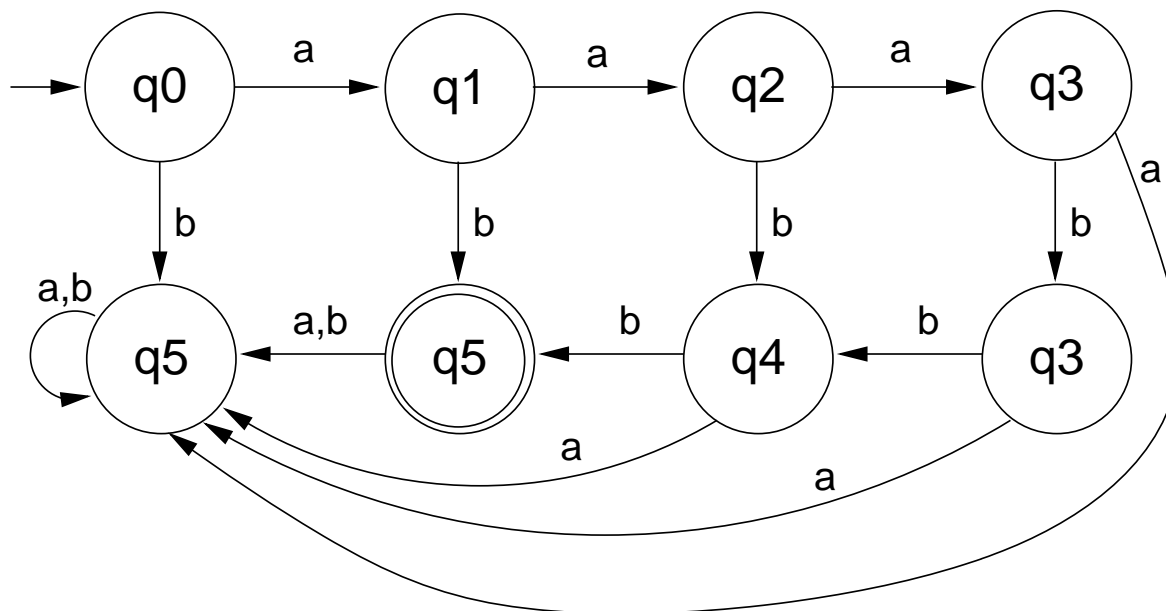 a a a
q0 q1 q2 q3
a
b b b b
a,b a,b b b
q5 q5 q4 q3
a
a